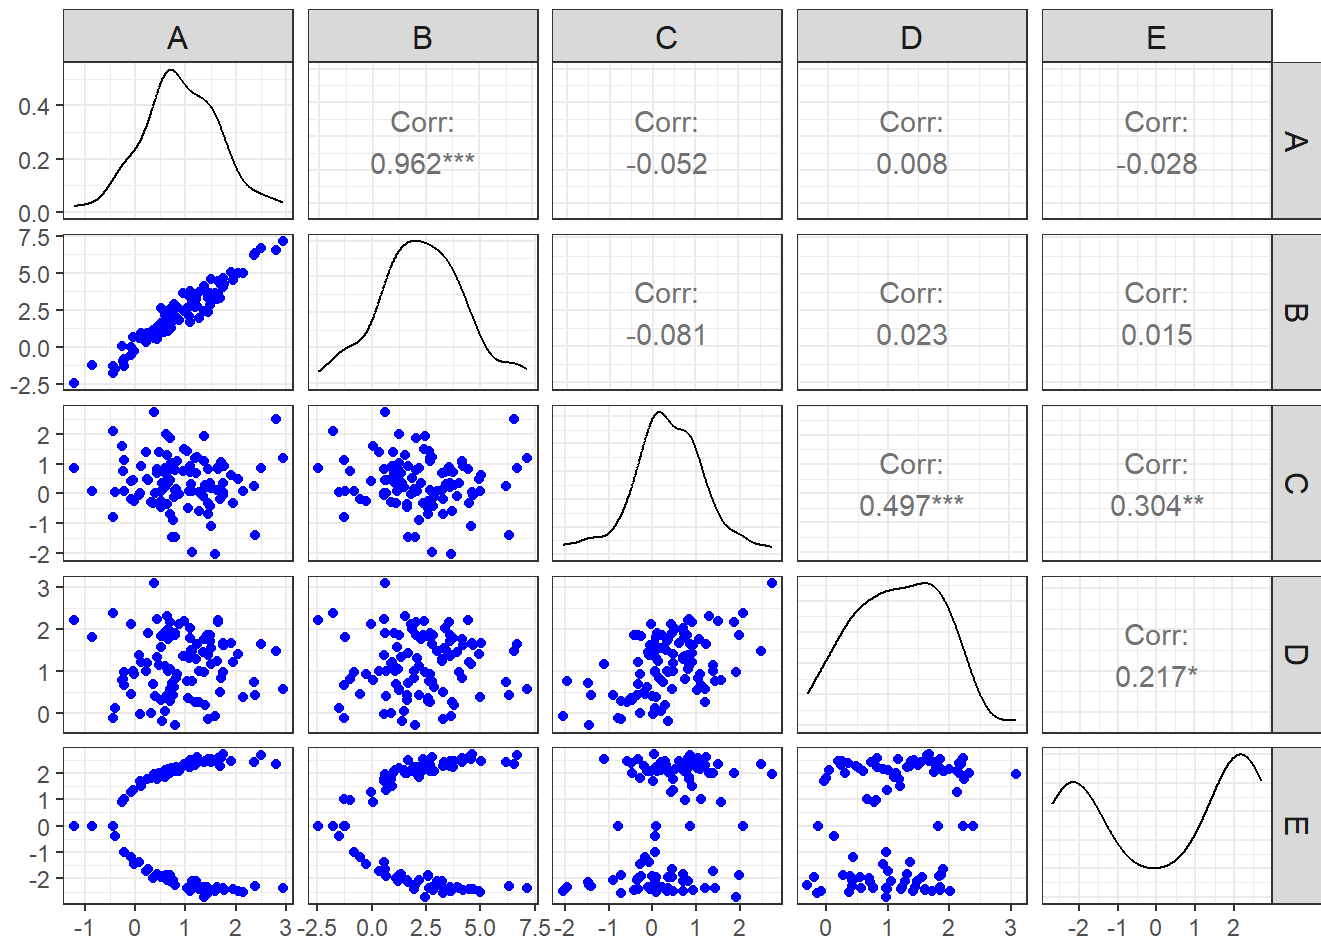 A B C D E
0.4
0.2
0.0
Corr:
0.962***
Corr:
-0.052
Corr:
0.008
Corr:
-0.028
A
7.5
5.0
2.5
0.0
-2.5
Corr:
-0.081
Corr:
0.023
Corr:
0.015
B
2
1
0
-1
-2
Corr:
0.497***
Corr:
0.304**
C
3
2
1
0
Corr:
0.217*
D
2
1
0
-1
-2
E
-1 0 1 2 3 -2.5 0.0 2.5 5.0 7.5 -2 -1 0 1 2 0 1 2 3 -2 -1 0 1 2